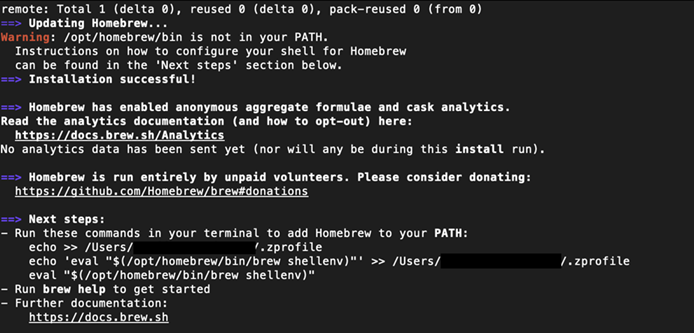 remote: Total 1 (delta 0), reused 0 (delta 0), pack-reused 0 (from 0)
==> Updating Homebrew...
Warning: /opt/homebrew/bin is not in your PATH.
  Instructions on how to configure your shell for Homebrew
  can be found in the 'Next steps' section below.
==> Installation successful!

==> Homebrew has enabled anonymous aggregate formulae and cask analytics.
Read the analytics documentation (and how to opt-out) here:
  https://docs.brew.sh/Analytics
No analytics data has been sent yet (nor will any be during this install run).

==> Homebrew is run entirely by unpaid volunteers. Please consider donating:
  https://github.com/Homebrew/brew#donations

==> Next steps:
- Run these commands in your terminal to add Homebrew to your PATH:
    echo >> /Users/ /.zprofile
    echo 'eval "$(/opt/homebrew/bin/brew shellenv)"' >> /Users/ /.zprofile
    eval "$(/opt/homebrew/bin/brew shellenv)"
- Run brew help to get started
- Further documentation:
    https://docs.brew.sh